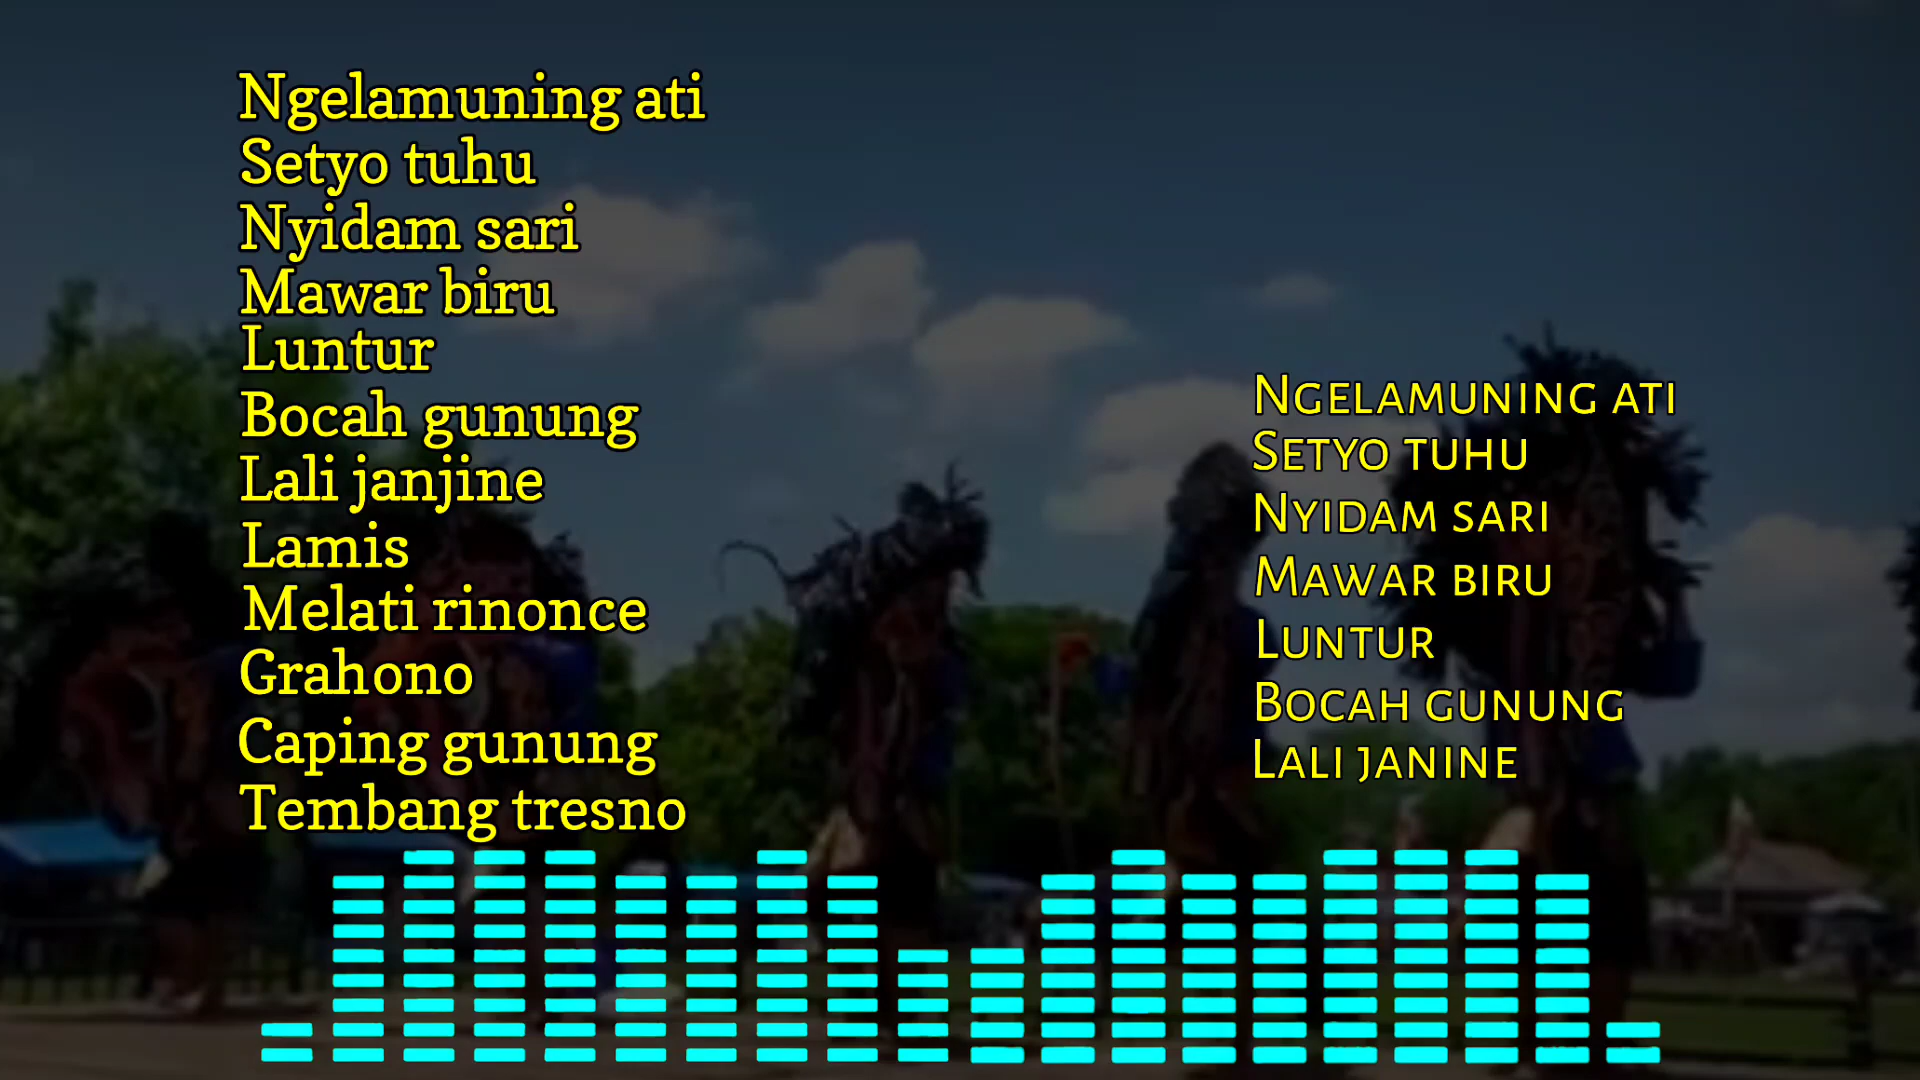 Ngelamuning ati
Setyo tuhu
Nyidam sari
Mawar biru
Luntur
Bocah gunung
Lali janjine
Lamis
Melati rinonce
Grahono
Caping gunung
Tembang tresno
Ngelamuning ati
Setyo tuhu
Nyidam sari
Mawar biru
Luntur
Bocah gunung
Lali janine